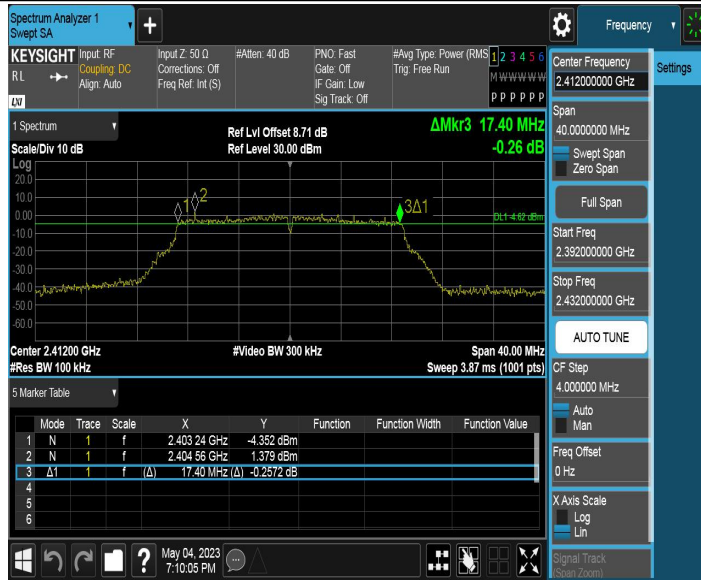 Spectrum Analyzer 1
Swept SA
+
Frequency
KEYSIGHT
RL
LXI
Input: RF
Coupling: DC
Align: Auto
Input Z: 50 Ω
Corrections: Off
Freq Ref: Int (S)
#Atten: 40 dB
PNO: Fast
Gate: Off
IF Gain: Low
Sig Track: Off
#Avg Type: Power (RMS
Trig: Free Run
1 2 3 4 5 6
M W W W W W
P P P P P P
Center Frequency
2.412000000 GHz
Settings
Span
40.0000000 MHz
Swept Span
Zero Span
Full Span
Start Freq
2.392000000 GHz
Stop Freq
2.432000000 GHz
AUTO TUNE
CF Step
4.000000 MHz
Auto
Man
Freq Offset
0 Hz
X Axis Scale
Log
Lin
Signal Track
(Span Zoom)
1 Spectrum
Scale/Div 10 dB
Ref Lvl Offset 8.71 dB
Ref Level 30.00 dBm
ΔMkr3 17.40 MHz
-0.26 dB
Log
20.0
10.0
0.00
-10.0
-20.0
-30.0
-40.0
-50.0
-60.0
1
2
3Δ1
DL1 -4.62 dBm
Center 2.41200 GHz
#Res BW 100 kHz
#Video BW 300 kHz
Span 40.00 MHz
Sweep 3.87 ms (1001 pts)
5 Marker Table
Mode Trace Scale X Y Function Function Width Function Value
1 N 1 f 2.403 24 GHz -4.352 dBm
2 N 1 f 2.404 56 GHz 1.379 dBm
3 Δ1 1 f (Δ) 17.40 MHz (Δ) -0.2572 dB
4
5
6
?
May 04, 2023
7:10:05 PM